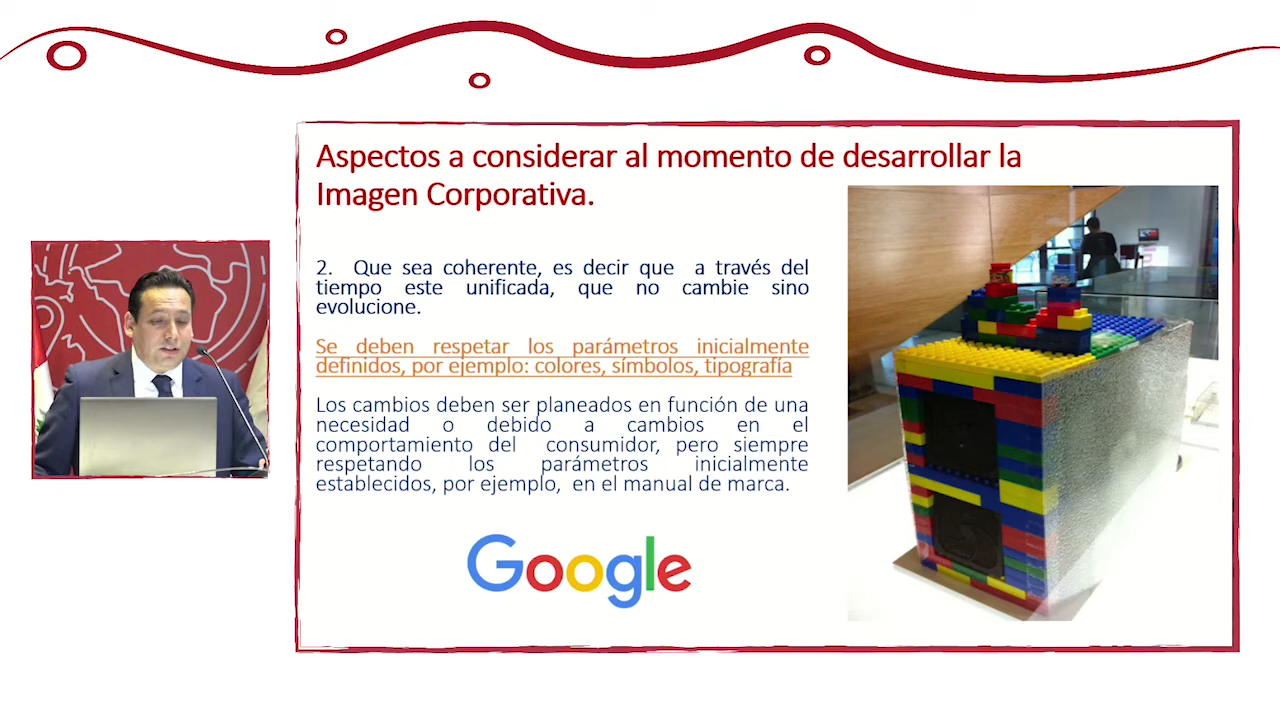 Aspectos a considerar al momento de desarrollar la
Imagen Corporativa.
2. Que sea coherente, es decir que a través del
tiempo este unificada, que no cambie sino
evolucione.
Se deben respetar los parámetros inicialmente
definidos, por ejemplo: colores, símbolos, tipografía
Los cambios deben ser planeados en función de una
necesidad o debido a cambios en el
comportamiento del consumidor, pero siempre
respetando los parámetros inicialmente
establecidos, por ejemplo, en el manual de marca.
Google